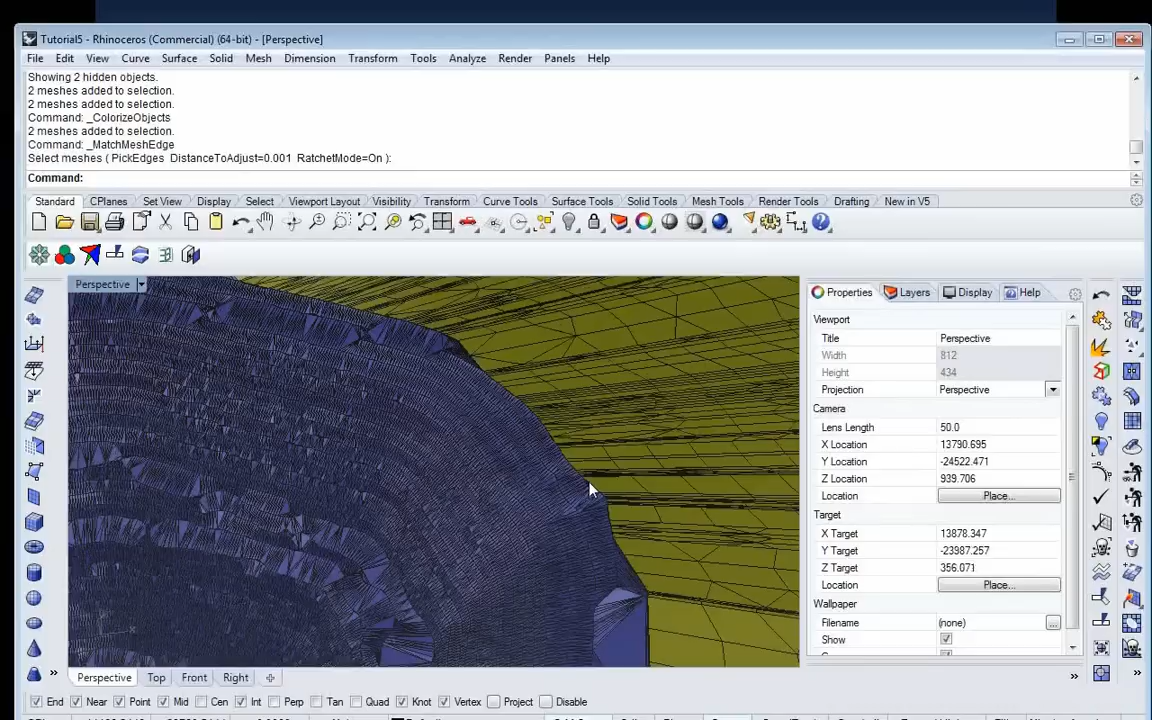 Tutorial5 - Rhinoceros (Commercial) (64-bit) - [Perspective]
File Edit View Curve Surface Solid Mesh Dimension Transform Tools Analyze Render Panels Help
Showing 2 hidden objects.
2 meshes added to selection.
2 meshes added to selection.
Command: _ColorizeObjects
2 meshes added to selection.
Command: _MatchMeshEdge
Select meshes ( PickEdges DistanceToAdjust=0.001 RatchetMode=On ):
Command:
Standard CPlanes Set View Display Select Viewport Layout Visibility Transform Curve Tools Surface Tools Solid Tools Mesh Tools Render Tools Drafting New in V5
Perspective
Properties Layers Display Help
Viewport
Title Perspective
Width 812
Height 434
Projection Perspective
Camera
Lens Length 50.0
X Location 13790.695
Y Location -24522.471
Z Location 939.706
Location Place...
Target
X Target 13878.347
Y Target -23987.257
Z Target 356.071
Location Place...
Wallpaper
Filename (none) ...
Show
Perspective Top Front Right
End Near Point Mid Cen Int Perp Tan Quad Knot Vertex Project Disable